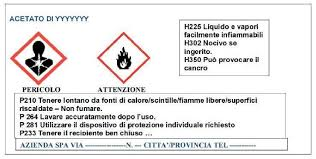 ACETATO DI YYYYYYY
H225 Liquido e vapori
facilmente infiammabili
H302 Nocivo se
ingerito.
H350 Può provocare il
cancro
PERICOLO
ATTENZIONE
P210 Tenere lontano da fonti di calore/scintille/fiamme libere/superfici
riscaldate – Non fumare.
P 264 Lavare accuratamente dopo l'uso.
P 281 Utilizzare il dispositivo di protezione individuale richiesto
P233 Tenere il recipiente ben chiuso …
AZIENDA SPA VIA ---------------N. --- CITTA'/PROVINCIA TEL -----------